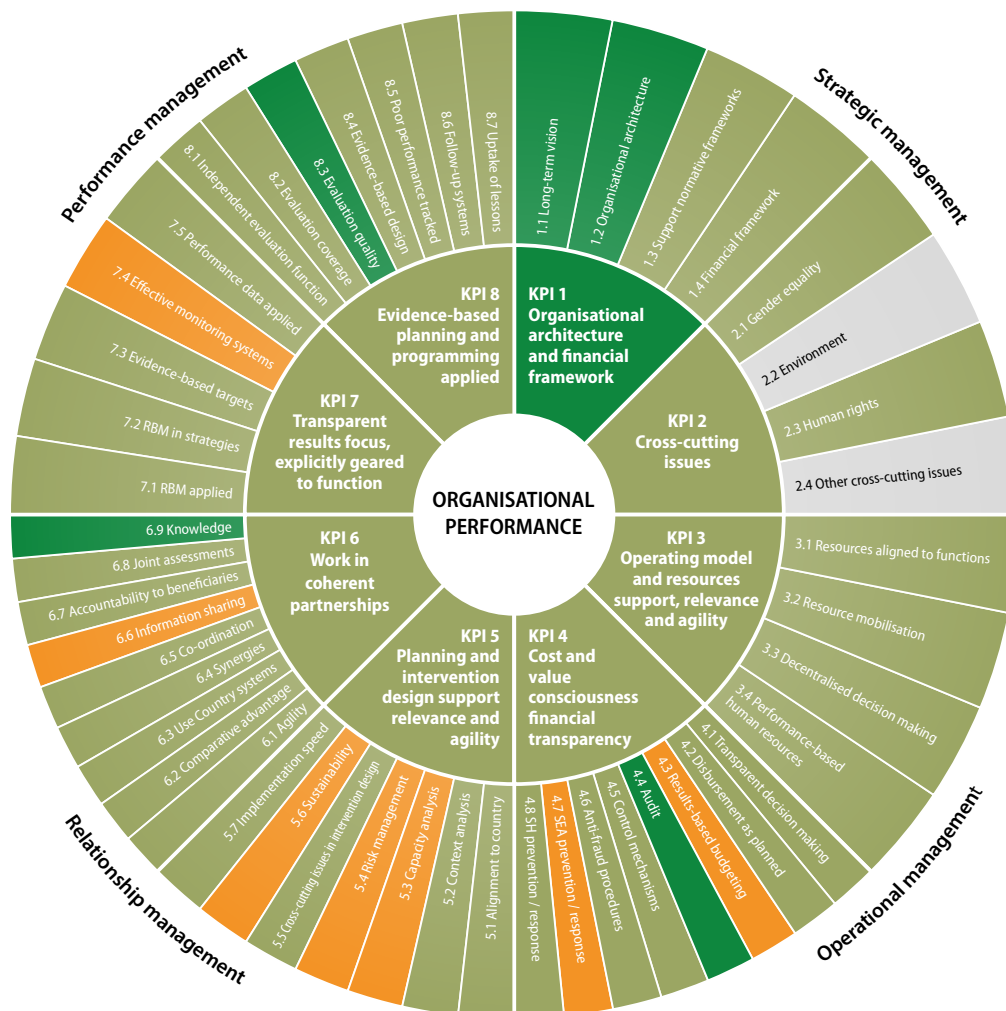 Performance management
Strategic management
Operational management
Relationship management
ORGANISATIONAL
PERFORMANCE
KPI 1
Organisational
architecture
and financial
framework
1.1 Long-term vision
1.2 Organisational architecture
1.3 Support normative frameworks
1.4 Financial framework
KPI 2
Cross-cutting
issues
2.1 Gender equality
2.2 Environment
2.3 Human rights
2.4 Other cross-cutting issues
KPI 3
Operating model
and resources
support, relevance
and agility
3.1 Resources aligned to functions
3.2 Resource mobilisation
3.3 Decentralised decision making
3.4 Performance-based
human resources
KPI 4
Cost and
value
consciousness
financial
transparency
4.1 Transparent decision making
4.2 Disbursement as planned
4.3 Results-based budgeting
4.4 Audit
4.5 Control mechanisms
4.6 Anti-fraud procedures
4.7 SEA prevention / response
4.8 SH prevention / response
KPI 5
Planning and
intervention
design support
relevance and
agility
5.1 Alignment to country
5.2 Context analysis
5.3 Capacity analysis
5.4 Risk management
5.5 Cross-cutting issues in intervention design
5.6 Sustainability
5.7 Implementation speed
KPI 6
Work in
coherent
partnerships
6.1 Agility
6.2 Comparative advantage
6.3 Use Country systems
6.4 Synergies
6.5 Co-ordination
6.6 Information sharing
6.7 Accountability to beneficiaries
6.8 Joint assessments
6.9 Knowledge
KPI 7
Transparent
results focus,
explicitly geared
to function
7.1 RBM applied
7.2 RBM in strategies
7.3 Evidence-based targets
7.4 Effective monitoring systems
7.5 Performance data applied
KPI 8
Evidence-based
planning and
programming
applied
8.1 Independent evaluation function
8.2 Evaluation coverage
8.3 Evaluation quality
8.4 Evidence-based design
8.5 Poor performance tracked
8.6 Follow-up systems
8.7 Uptake of lessons